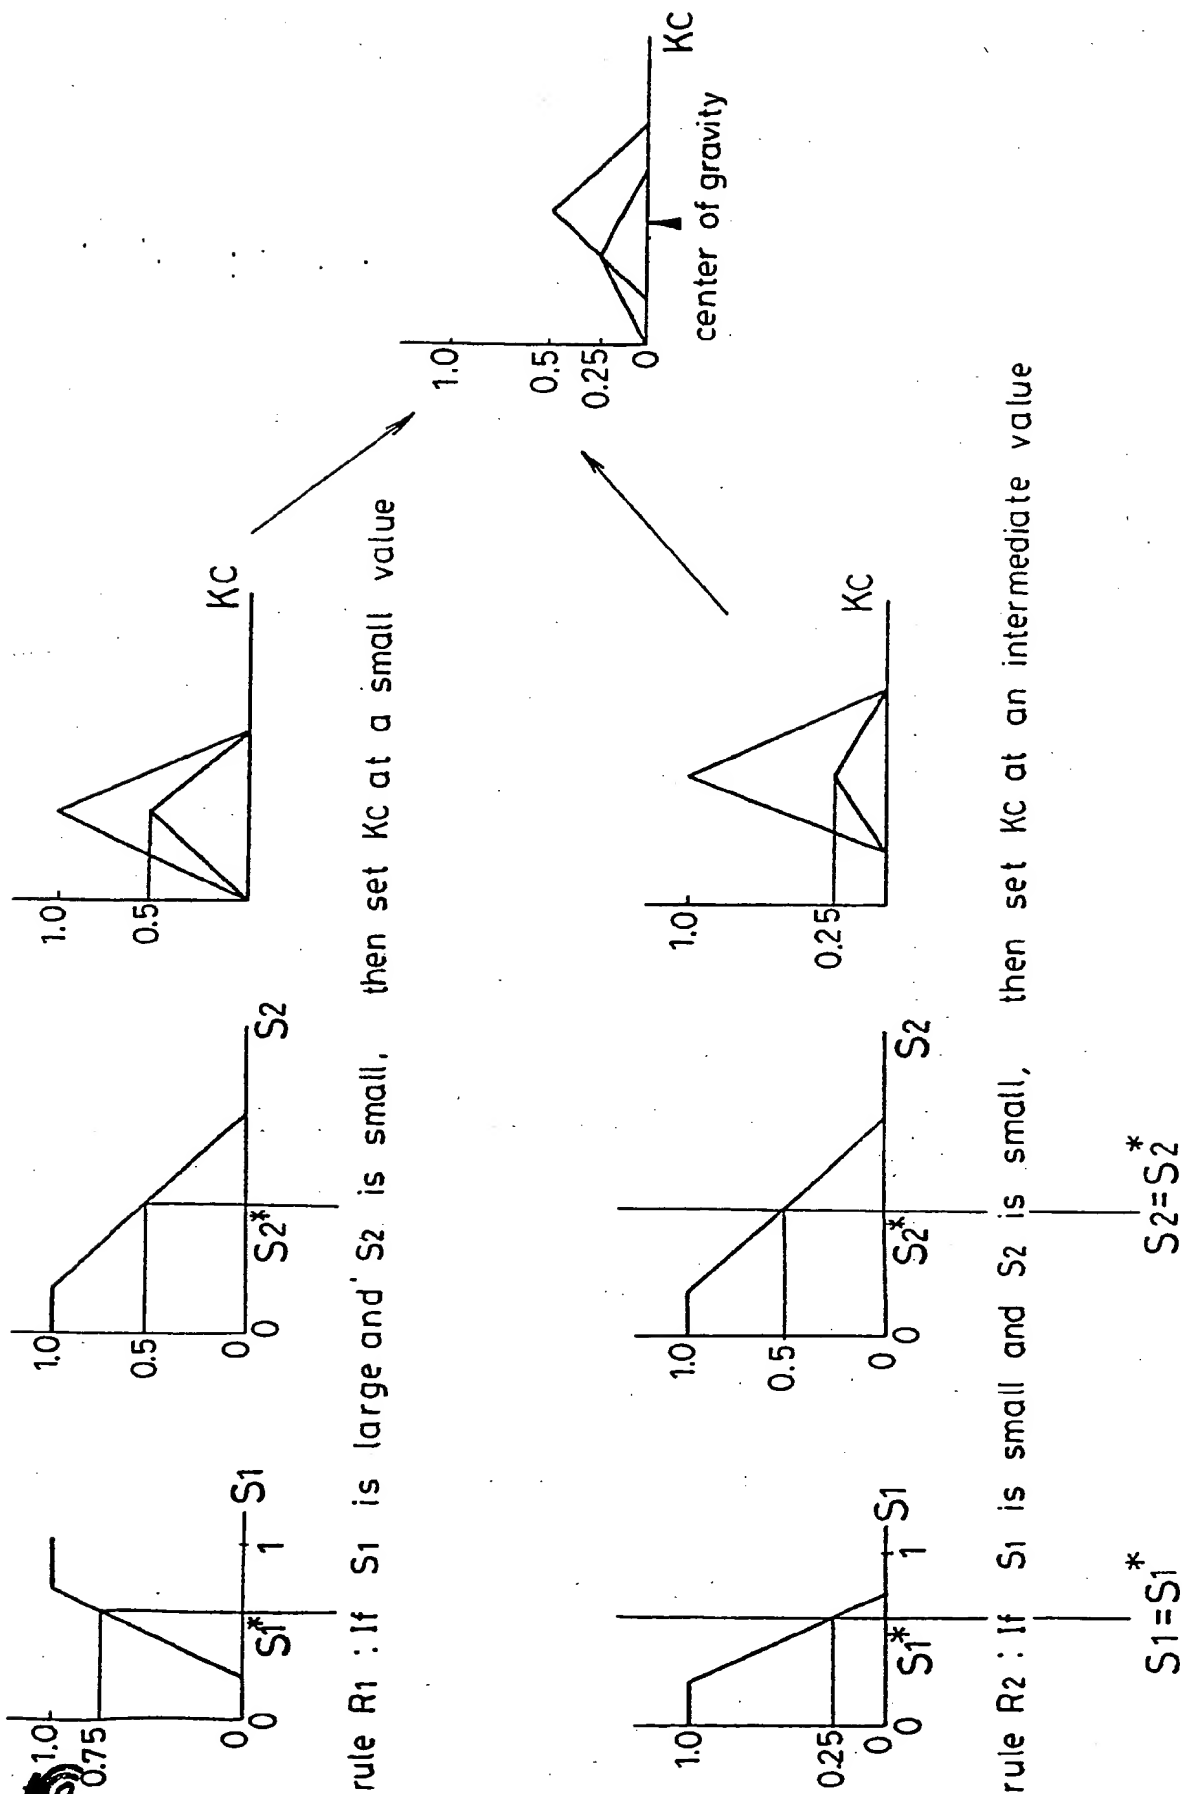 1.0
0.75
0
0
S1*
1
S1
1.0
0.5
0
0
S2*
S2
1.0
0.5
KC
rule R1 : If S1 is large and' S2 is small, then set KC at a small value
1.0
0.5
0.25
0
KC
center of gravity
1.0
0.25
0
0
S1*
1
S1
1.0
0.5
0
0
S2*
S2
1.0
0.25
KC
rule R2 : If S1 is small and S2 is small, then set KC at an intermediate value
S1=S1*
S2=S2*